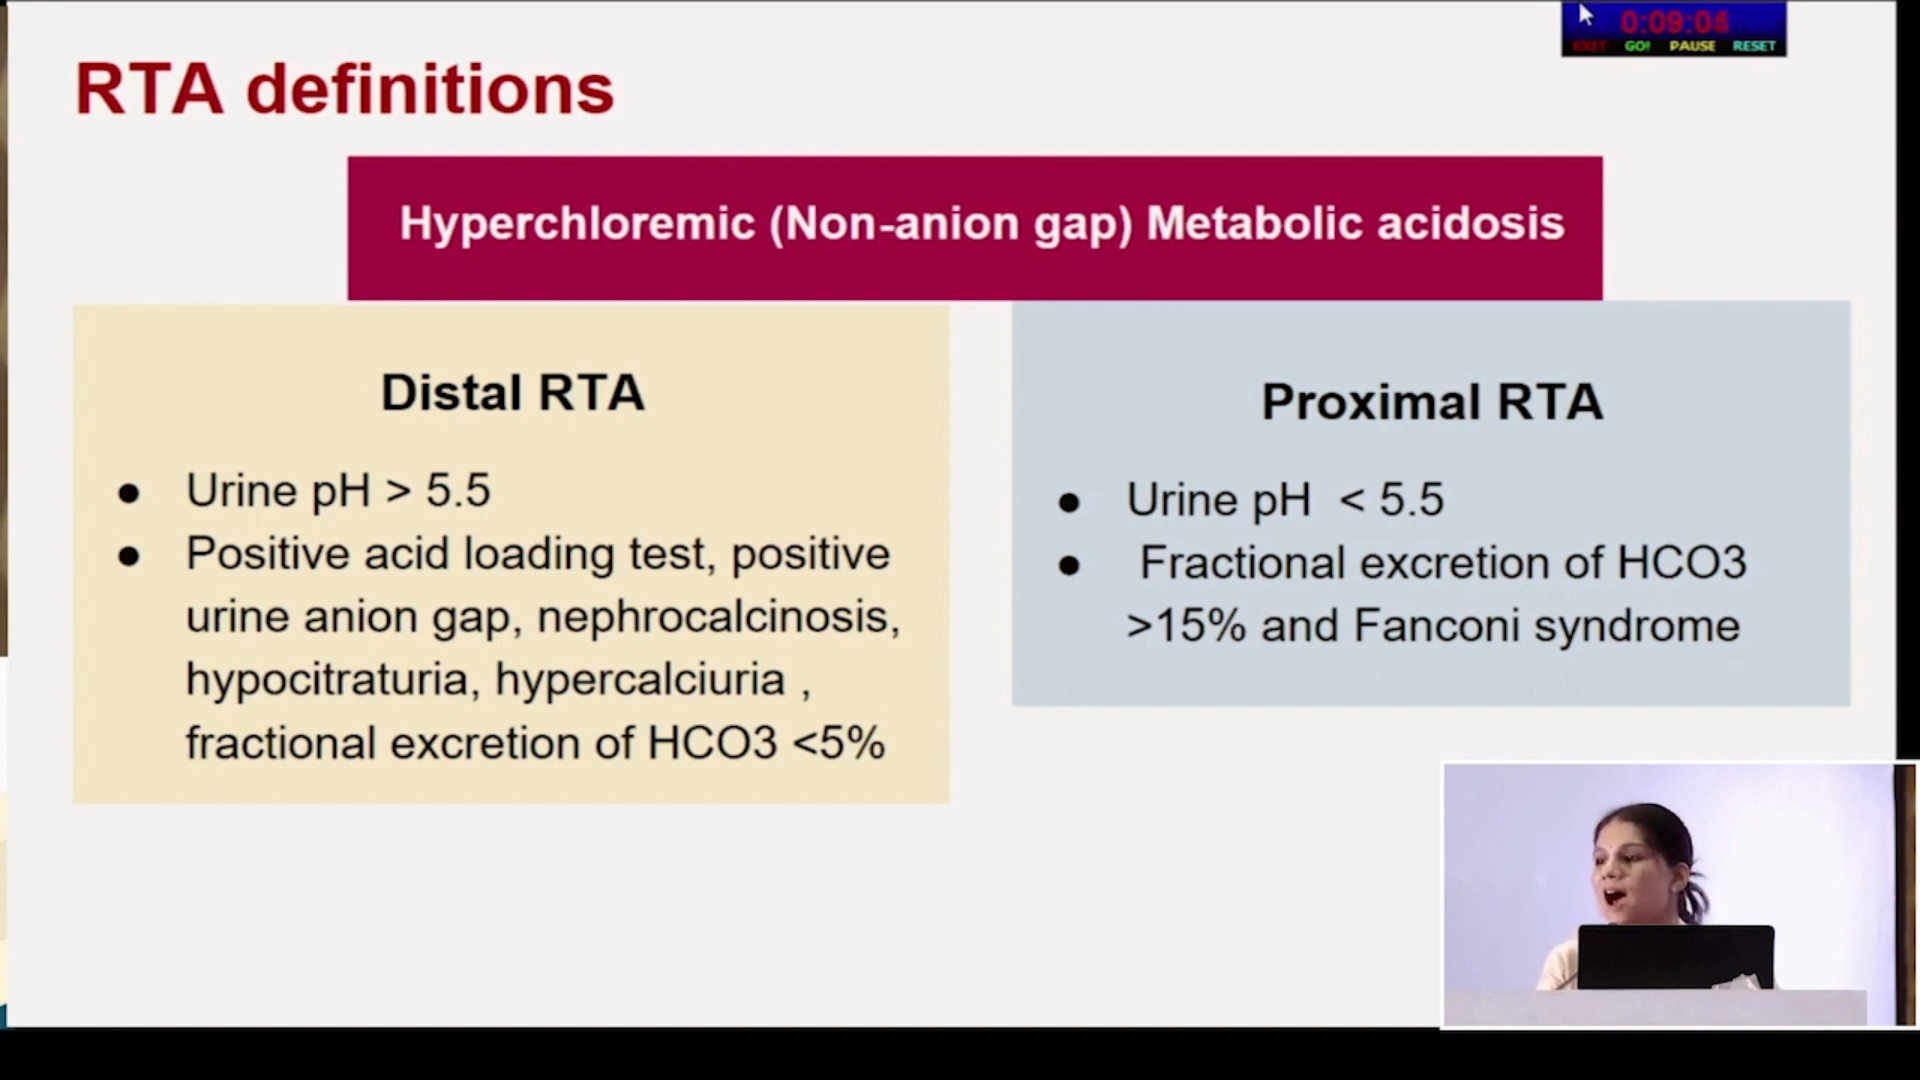 0:09:04
EXIT GO! PAUSE RESET
RTA definitions
Hyperchloremic (Non-anion gap) Metabolic acidosis
Distal RTA
● Urine pH > 5.5
● Positive acid loading test, positive
urine anion gap, nephrocalcinosis,
hypocitraturia, hypercalciuria ,
fractional excretion of HCO3 <5%
Proximal RTA
● Urine pH < 5.5
● Fractional excretion of HCO3
>15% and Fanconi syndrome